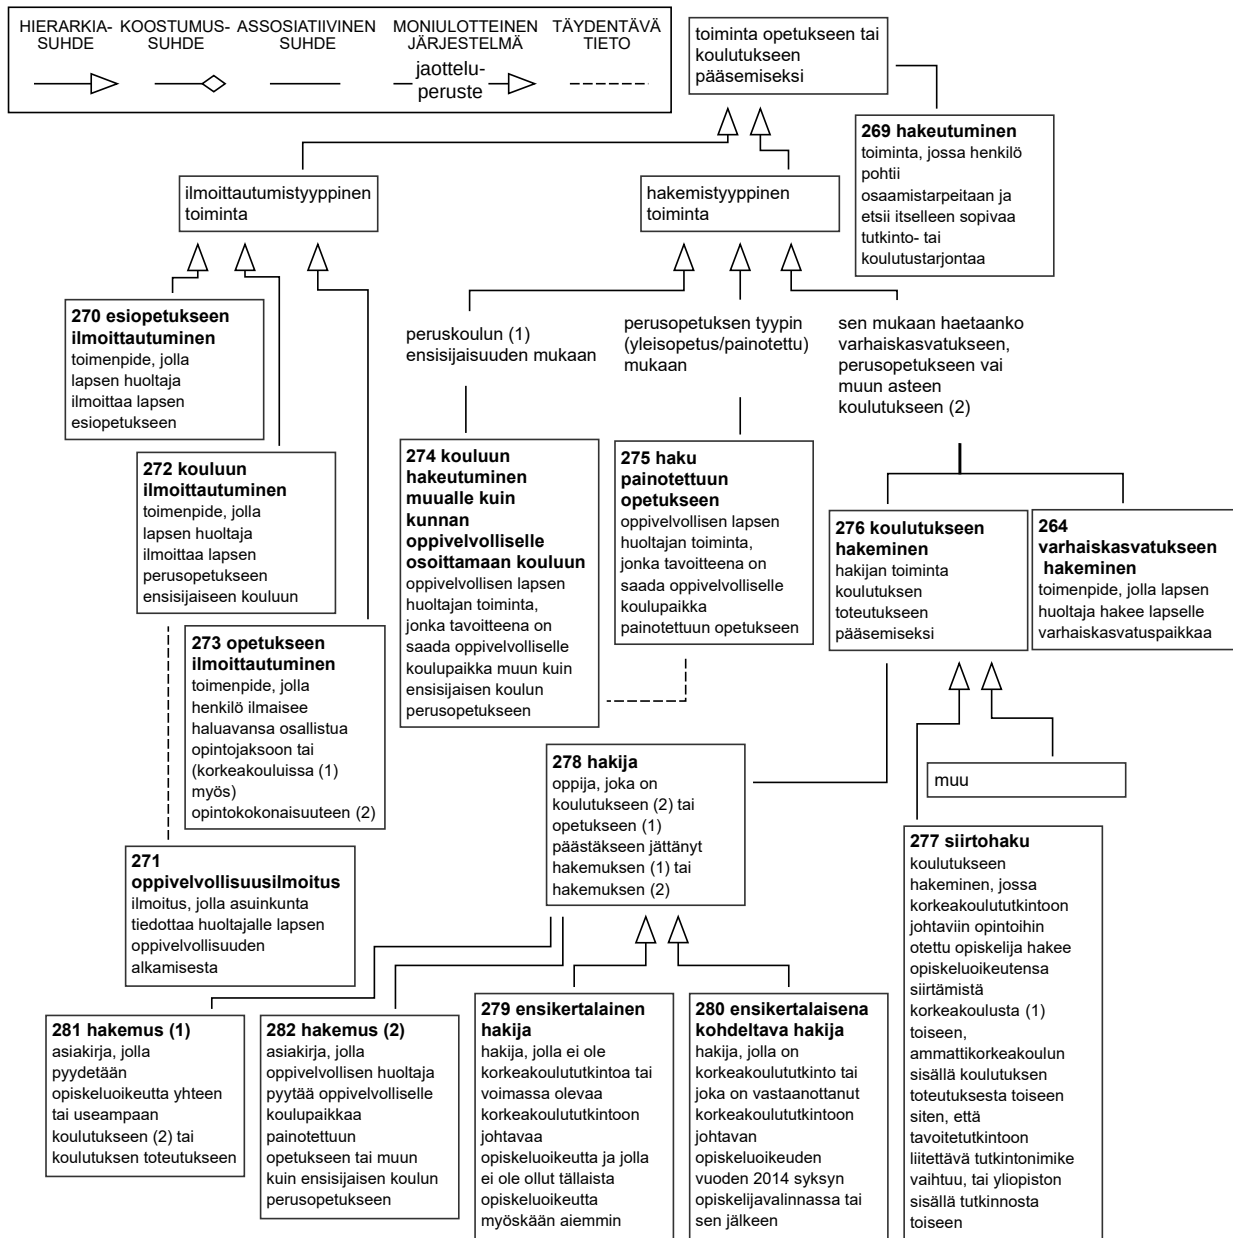 HIERARKIA-
SUHDE
KOOSTUMUS-
SUHDE
ASSOSIATIIVINEN
SUHDE
MONIULOTTEINEN
JÄRJESTELMÄ
TÄYDENTÄVÄ
TIETO
jaottelu-
peruste
toiminta opetukseen tai
koulutukseen
pääsemiseksi
269 hakeutuminen
toiminta, jossa henkilö
pohtii
osaamistarpeitaan ja
etsii itselleen sopivaa
tutkinto- tai
koulutustarjontaa
ilmoittautumistyyppinen
toiminta
hakemistyyppinen
toiminta
270 esiopetukseen
ilmoittautuminen
toimenpide, jolla
lapsen huoltaja
ilmoittaa lapsen
esiopetukseen
peruskoulun (1)
ensisijaisuuden mukaan
perusopetuksen tyypin
(yleisopetus/painotettu)
mukaan
sen mukaan haetaanko
varhaiskasvatukseen,
perusopetukseen vai
muun asteen
koulutukseen (2)
272 kouluun
ilmoittautuminen
toimenpide, jolla
lapsen huoltaja
ilmoittaa lapsen
perusopetukseen
ensisijaiseen kouluun
274 kouluun
hakeutuminen
muualle kuin
kunnan
oppivelvolliselle
osoittamaan kouluun
oppivelvollisen lapsen
huoltajan toiminta,
jonka tavoitteena on
saada oppivelvolliselle
koulupaikka muun kuin
ensisijaisen koulun
perusopetukseen
275 haku
painotettuun
opetukseen
oppivelvollisen lapsen
huoltajan toiminta,
jonka tavoitteena on
saada oppivelvolliselle
koulupaikka
painotettuun opetukseen
276 koulutukseen
hakeminen
hakijan toiminta
koulutuksen
toteutukseen
pääsemiseksi
264
varhaiskasvatukseen
hakeminen
toimenpide, jolla lapsen
huoltaja hakee lapselle
varhaiskasvatuspaikkaa
273 opetukseen
ilmoittautuminen
toimenpide, jolla
henkilö ilmaisee
haluavansa osallistua
opintojaksoon tai
(korkeakouluissa (1)
myös)
opintokokonaisuuteen (2)
278 hakija
oppija, joka on
koulutukseen (2) tai
opetukseen (1)
päästäkseen jättänyt
hakemuksen (1) tai
hakemuksen (2)
muu
277 siirtohaku
koulutukseen
hakeminen, jossa
korkeakoulututkintoon
johtaviin opintoihin
otettu opiskelija hakee
opiskeluoikeutensa
siirtämistä
korkeakoulusta (1)
toiseen,
ammattikorkeakoulun
sisällä koulutuksen
toteutuksesta toiseen
siten, että
tavoitetutkintoon
liitettävä tutkintonimike
vaihtuu, tai yliopiston
sisällä tutkinnosta
toiseen
271
oppivelvollisuusilmoitus
ilmoitus, jolla asuinkunta
tiedottaa huoltajalle lapsen
oppivelvollisuuden
alkamisesta
281 hakemus (1)
asiakirja, jolla
pyydetään
opiskeluoikeutta yhteen
tai useampaan
koulutukseen (2) tai
koulutuksen toteutukseen
282 hakemus (2)
asiakirja, jolla
oppivelvollisen huoltaja
pyytää oppivelvolliselle
koulupaikkaa
painotettuun
opetukseen tai muun
kuin ensisijaisen koulun
perusopetukseen
279 ensikertalainen
hakija
hakija, jolla ei ole
korkeakoulututkintoa tai
voimassa olevaa
korkeakoulututkintoon
johtavaa
opiskeluoikeutta ja jolla
ei ole ollut tällaista
opiskeluoikeutta
myöskään aiemmin
280 ensikertalaisena
kohdeltava hakija
hakija, jolla on
korkeakoulututkinto tai
joka on vastaanottanut
korkeakoulututkintoon
johtavan
opiskeluoikeuden
vuoden 2014 syksyn
opiskelijavalinnassa tai
sen jälkeen